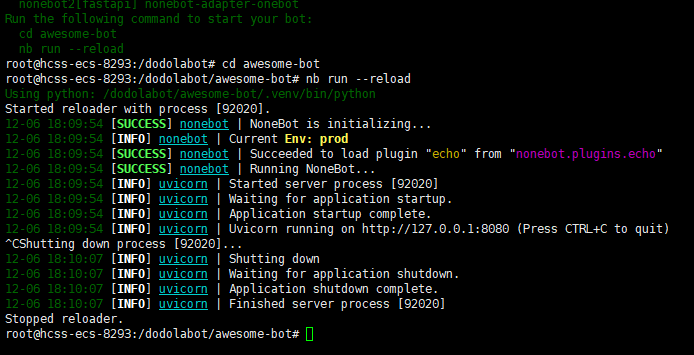 nonebot2[fastapi] nonebot-adapter-onebot
Run the following command to start your bot:
cd awesome-bot
nb run --reload
root@hcss-ecs-8293:/dodolabot# cd awesome-bot
root@hcss-ecs-8293:/dodolabot/awesome-bot# nb run --reload
Using python: /dodolabot/awesome-bot/.venv/bin/python
Started reloader with process [92020].
12-06 18:09:54 [SUCCESS] nonebot | NoneBot is initializing...
12-06 18:09:54 [INFO] nonebot | Current Env: prod
12-06 18:09:54 [SUCCESS] nonebot | Succeeded to load plugin "echo" from "nonebot.plugins.echo"
12-06 18:09:54 [SUCCESS] nonebot | Running NoneBot...
12-06 18:09:54 [INFO] uvicorn | Started server process [92020]
12-06 18:09:54 [INFO] uvicorn | Waiting for application startup.
12-06 18:09:54 [INFO] uvicorn | Application startup complete.
12-06 18:09:54 [INFO] uvicorn | Uvicorn running on http://127.0.0.1:8080 (Press CTRL+C to quit)
^CShutting down process [92020]...
12-06 18:10:07 [INFO] uvicorn | Shutting down
12-06 18:10:07 [INFO] uvicorn | Waiting for application shutdown.
12-06 18:10:07 [INFO] uvicorn | Application shutdown complete.
12-06 18:10:07 [INFO] uvicorn | Finished server process [92020]
Stopped reloader.
root@hcss-ecs-8293:/dodolabot/awesome-bot#